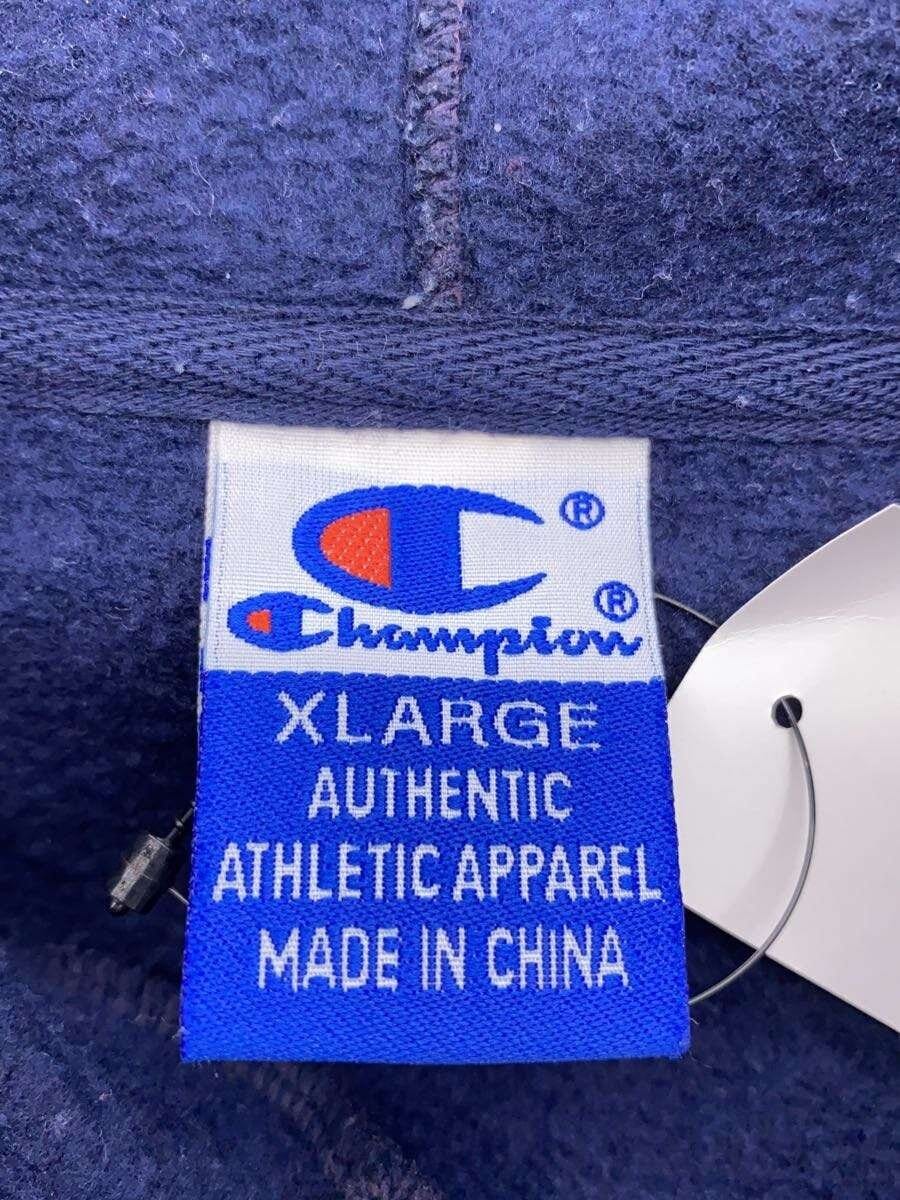 ®
Champion®
XLARGE
AUTHENTIC
ATHLETIC APPAREL
MADE IN CHINA